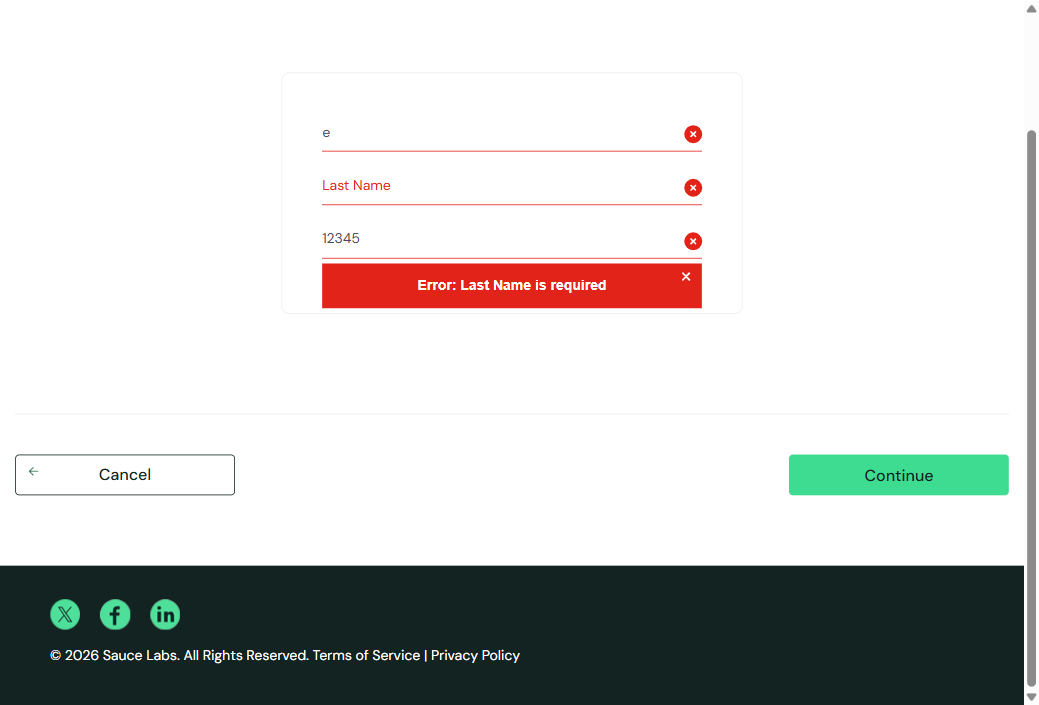 e
Last Name
12345
Error: Last Name is required
Cancel
Continue
© 2026 Sauce Labs. All Rights Reserved. Terms of Service | Privacy Policy